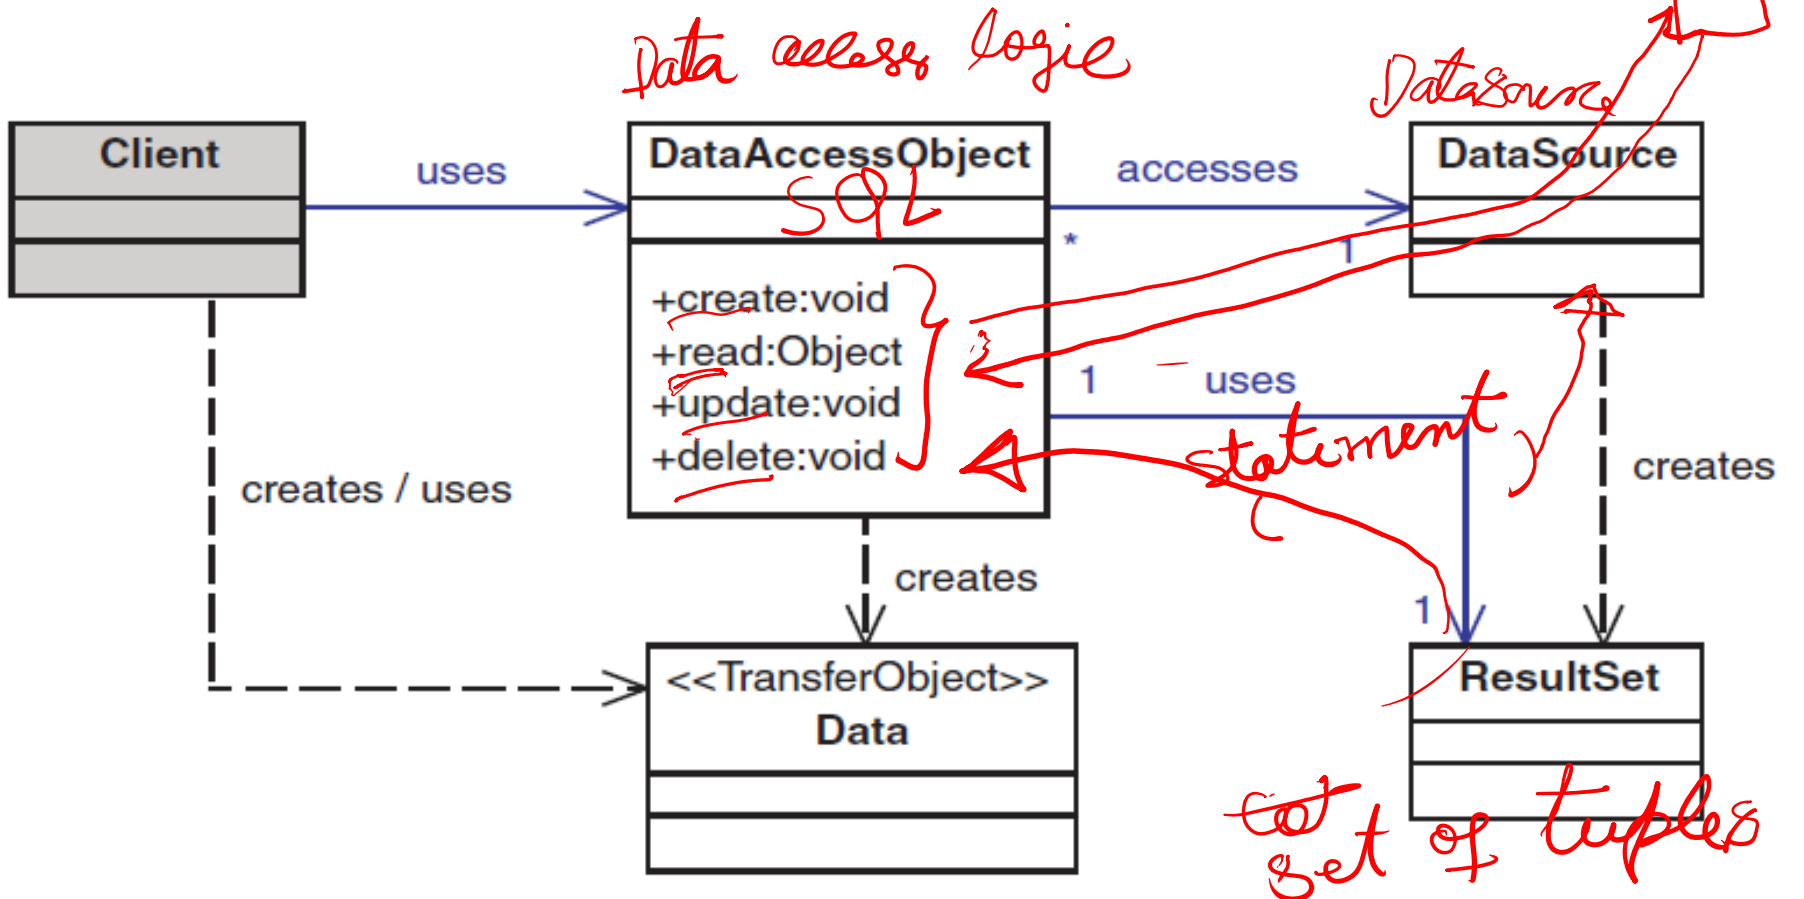 Data access logic
Datasource
Client
uses
DataAccessObject
accesses
DataSource
SQL
*
1
+create:void
+read:Object
+update:void
+delete:void
1
uses
statement
creates / uses
creates
creates
1
<<TransferObject>>
Data
ResultSet
set of tuples